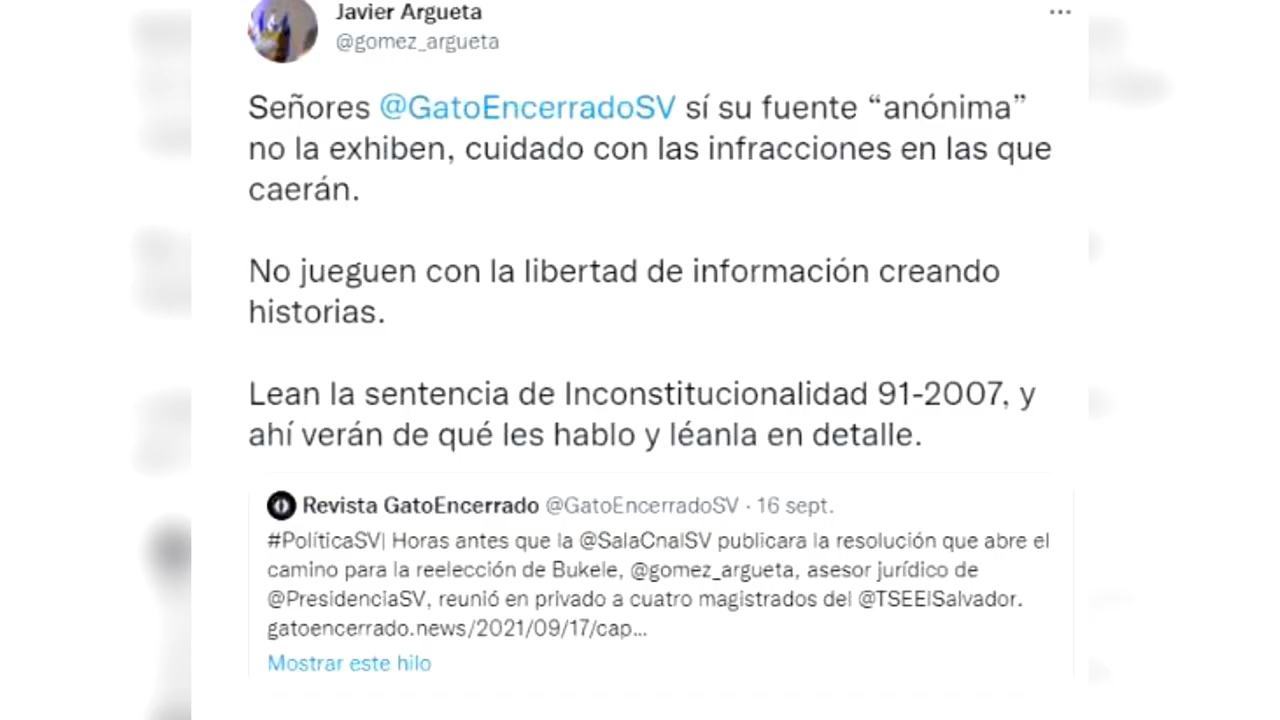 Javier Argueta
@gomez_argueta
Señores @GatoEncerradoSV sí su fuente “anónima”
no la exhiben, cuidado con las infracciones en las que
caerán.
No jueguen con la libertad de información creando
historias.
Lean la sentencia de Inconstitucionalidad 91-2007, y
ahí verán de qué les hablo y léanla en detalle.
Revista GatoEncerrado @GatoEncerradoSV · 16 sept.
#PolíticaSV| Horas antes que la @SalaCnalSV publicara la resolución que abre el
camino para la reelección de Bukele, @gomez_argueta, asesor jurídico de
@PresidenciaSV, reunió en privado a cuatro magistrados del @TSEElSalvador.
gatoencerrado.news/2021/09/17/cap...
Mostrar este hilo